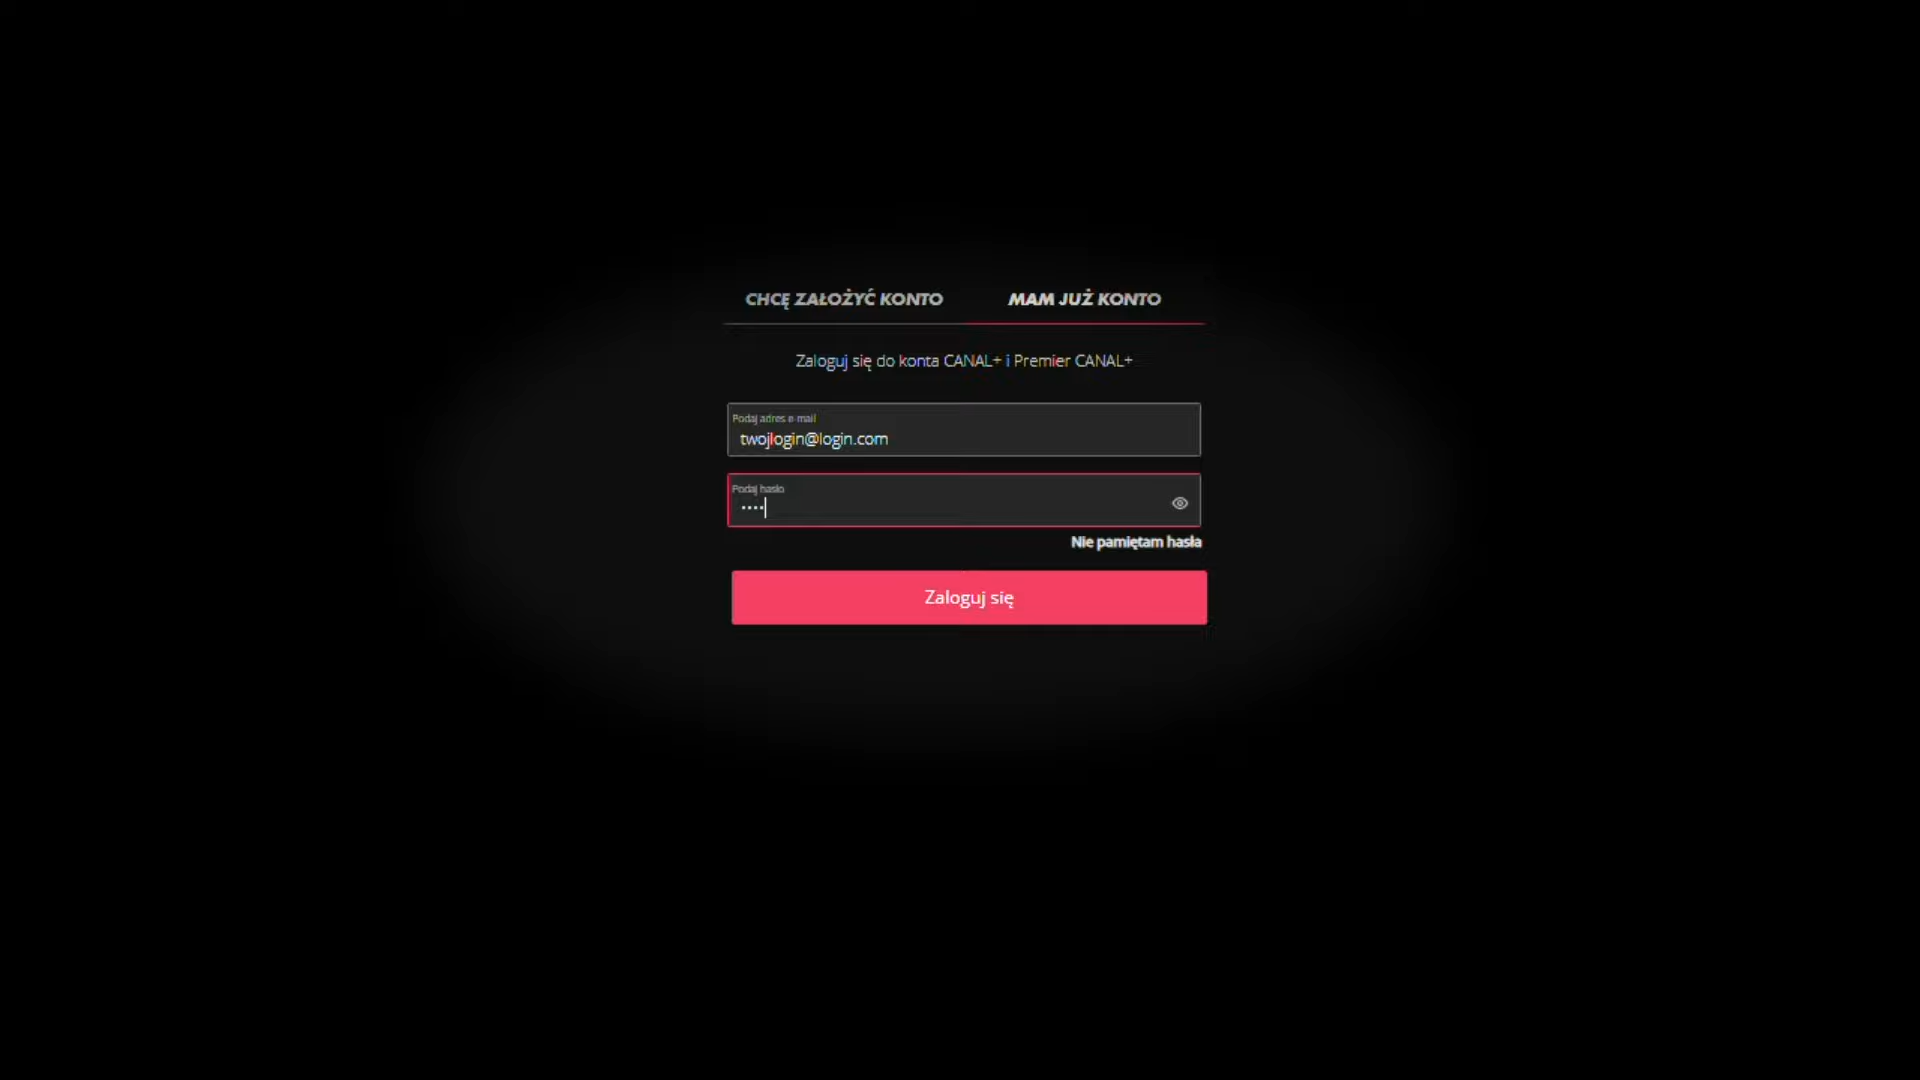 CHCĘ ZAŁOŻYĆ KONTO
MAM JUŻ KONTO
Zaloguj się do konta CANAL+ i Premier CANAL+
Podaj adres e-mail
twojlogin@login.com
Podaj hasło
••••
Nie pamiętam hasła
Zaloguj się